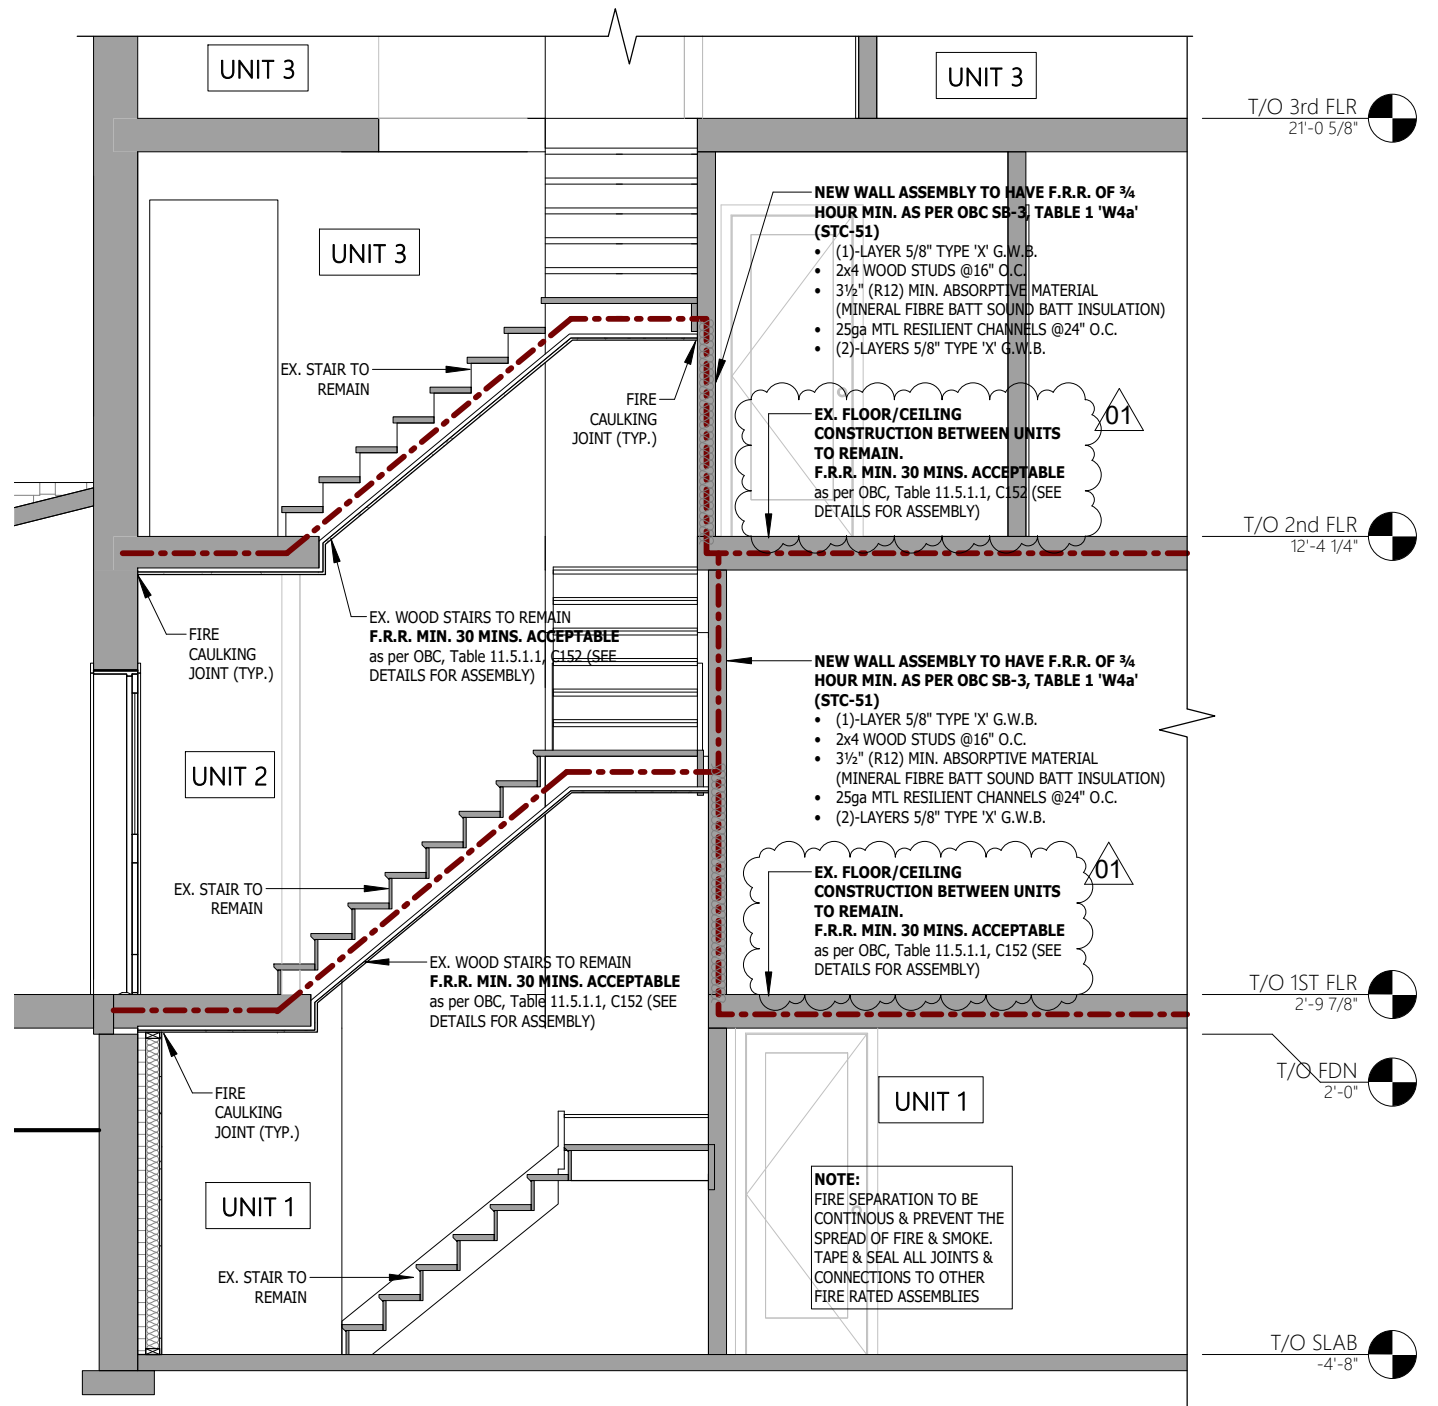 UNIT 3
UNIT 3
T/O 3rd FLR
21'-0 5/8"
NEW WALL ASSEMBLY TO HAVE F.R.R. OF ¾
HOUR MIN. AS PER OBC SB-3, TABLE 1 'W4a'
(STC-51)
• (1)-LAYER 5/8" TYPE 'X' G.W.B.
• 2x4 WOOD STUDS @16" O.C.
• 3½" (R12) MIN. ABSORPTIVE MATERIAL
(MINERAL FIBRE BATT SOUND BATT INSULATION)
• 25ga MTL RESILIENT CHANNELS @24" O.C.
• (2)-LAYERS 5/8" TYPE 'X' G.W.B.
UNIT 3
EX. STAIR TO
REMAIN
FIRE
CAULKING
JOINT (TYP.)
EX. FLOOR/CEILING
CONSTRUCTION BETWEEN UNITS
TO REMAIN.
F.R.R. MIN. 30 MINS. ACCEPTABLE
as per OBC, Table 11.5.1.1, C152 (SEE
DETAILS FOR ASSEMBLY)
01
T/O 2nd FLR
12'-4 1/4"
FIRE
CAULKING
JOINT (TYP.)
EX. WOOD STAIRS TO REMAIN
F.R.R. MIN. 30 MINS. ACCEPTABLE
as per OBC, Table 11.5.1.1, C152 (SEE
DETAILS FOR ASSEMBLY)
NEW WALL ASSEMBLY TO HAVE F.R.R. OF ¾
HOUR MIN. AS PER OBC SB-3, TABLE 1 'W4a'
(STC-51)
• (1)-LAYER 5/8" TYPE 'X' G.W.B.
• 2x4 WOOD STUDS @16" O.C.
• 3½" (R12) MIN. ABSORPTIVE MATERIAL
(MINERAL FIBRE BATT SOUND BATT INSULATION)
• 25ga MTL RESILIENT CHANNELS @24" O.C.
• (2)-LAYERS 5/8" TYPE 'X' G.W.B.
UNIT 2
EX. STAIR TO
REMAIN
EX. FLOOR/CEILING
CONSTRUCTION BETWEEN UNITS
TO REMAIN.
F.R.R. MIN. 30 MINS. ACCEPTABLE
as per OBC, Table 11.5.1.1, C152 (SEE
DETAILS FOR ASSEMBLY)
01
EX. WOOD STAIRS TO REMAIN
F.R.R. MIN. 30 MINS. ACCEPTABLE
as per OBC, Table 11.5.1.1, C152 (SEE
DETAILS FOR ASSEMBLY)
T/O 1ST FLR
2'-9 7/8"
T/O FDN
2'-0"
FIRE
CAULKING
JOINT (TYP.)
UNIT 1
UNIT 1
NOTE:
FIRE SEPARATION TO BE
CONTINOUS & PREVENT THE
SPREAD OF FIRE & SMOKE.
TAPE & SEAL ALL JOINTS &
CONNECTIONS TO OTHER
FIRE RATED ASSEMBLIES
EX. STAIR TO
REMAIN
T/O SLAB
-4'-8"